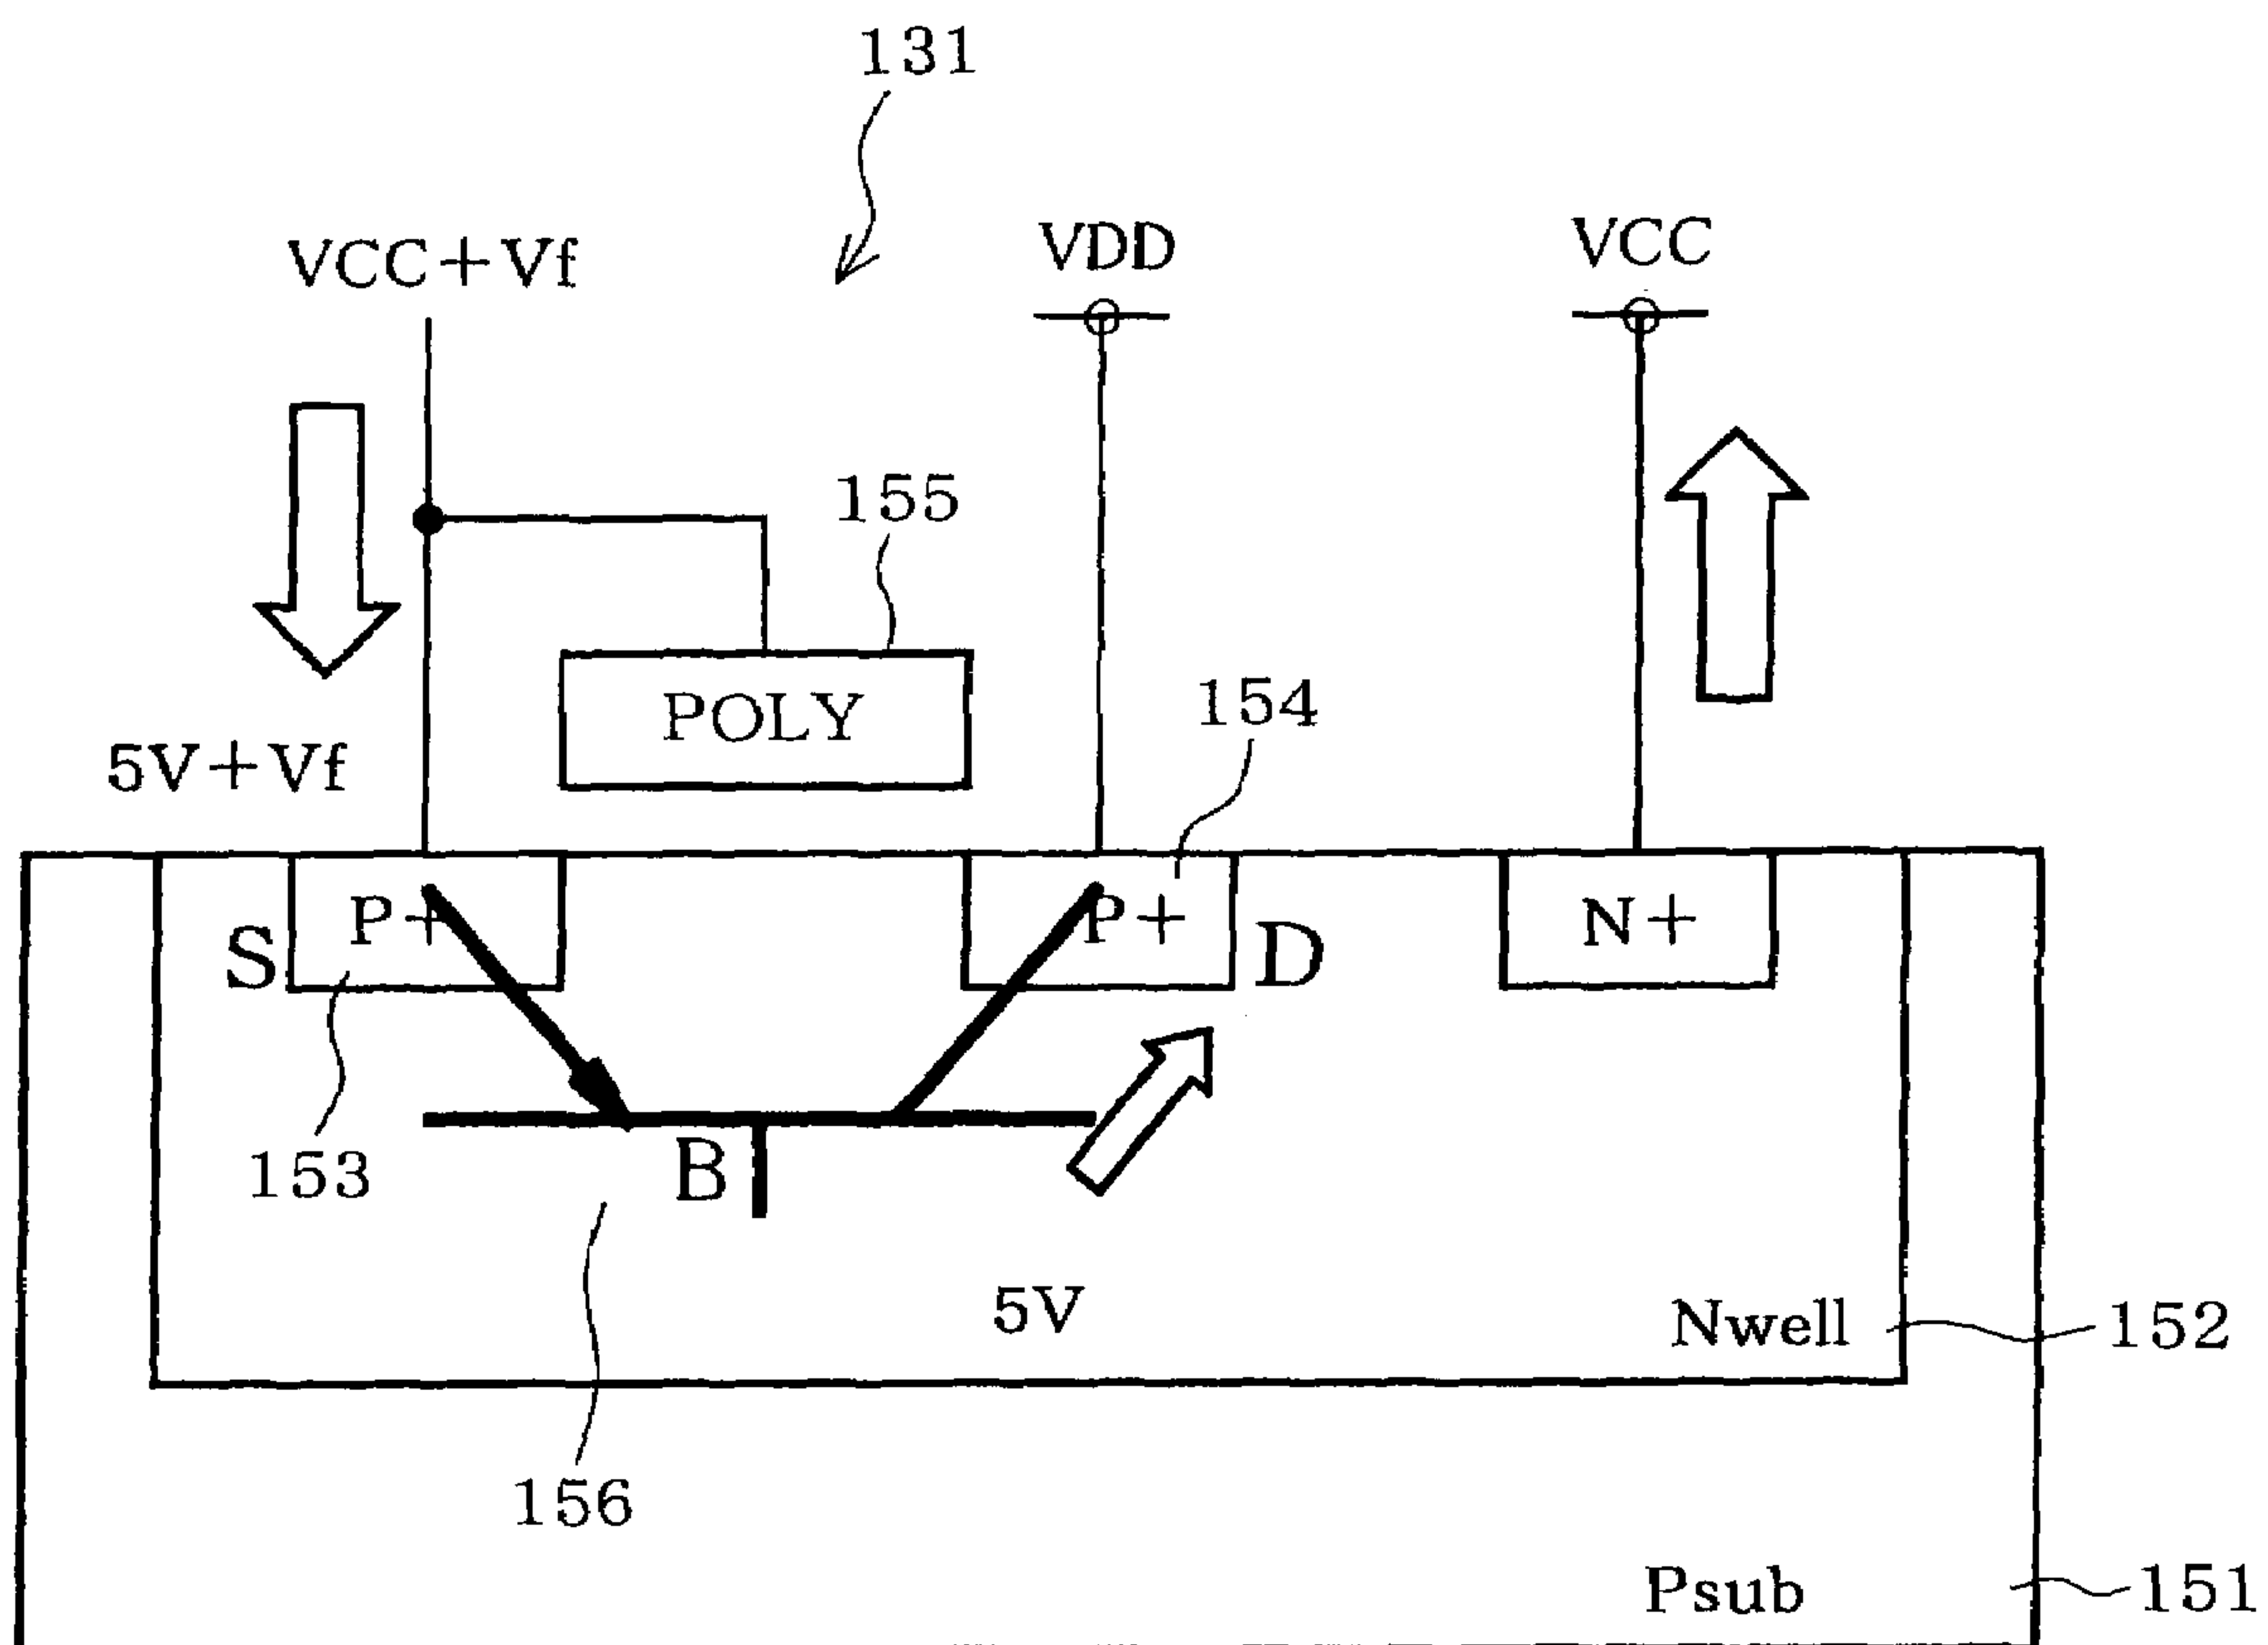 131
VCC+Vf
VDD
VCC
155
POLY
154
5V+Vf
P+
P+
N+
S
D
B
153
5V
Nwell
152
156
Psub
151